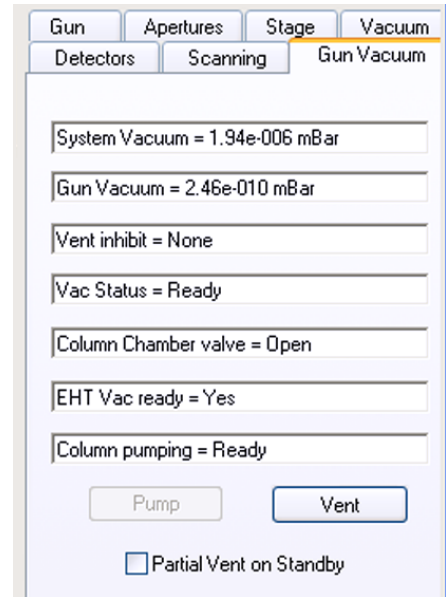 Gun Apertures Stage Vacuum
Detectors Scanning Gun Vacuum
System Vacuum = 1.94e-006 mBar
Gun Vacuum = 2.46e-010 mBar
Vent inhibit = None
Vac Status = Ready
Column Chamber valve = Open
EHT Vac ready = Yes
Column pumping = Ready
Pump Vent
Partial Vent on Standby